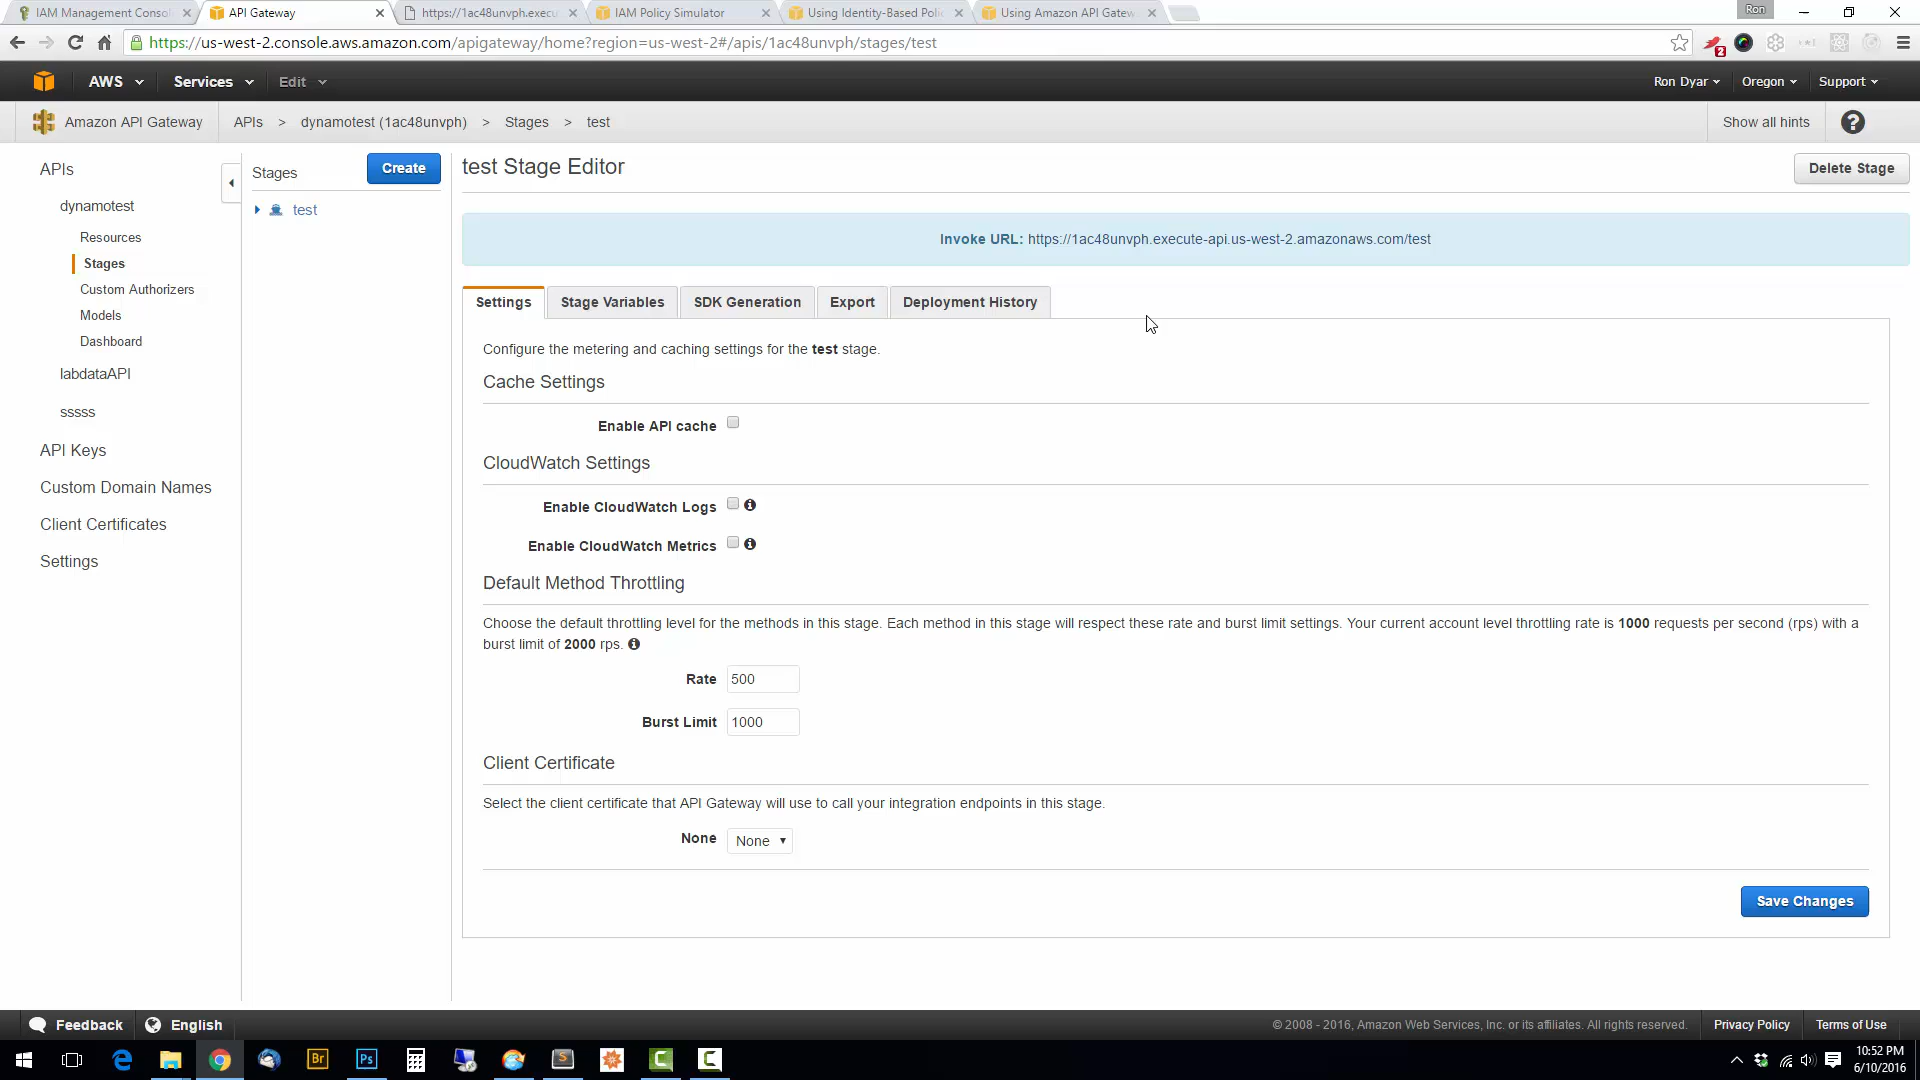 IAM Management Consol
API Gateway
https://1ac48unvph.execu
IAM Policy Simulator
Using Identity-Based Poli
Using Amazon API Gatew
Ron
https://us-west-2.console.aws.amazon.com/apigateway/home?region=us-west-2#/apis/1ac48unvph/stages/test
2
AWS
Services
Edit
Ron Dyar
Oregon
Support
Amazon API Gateway
APIs > dynamotest (1ac48unvph) > Stages > test
Show all hints
?
APIs
dynamotest
Resources
Stages
Custom Authorizers
Models
Dashboard
labdataAPI
sssss
API Keys
Custom Domain Names
Client Certificates
Settings
Stages
Create
test
test Stage Editor
Delete Stage
Invoke URL: https://1ac48unvph.execute-api.us-west-2.amazonaws.com/test
Settings
Stage Variables
SDK Generation
Export
Deployment History
Configure the metering and caching settings for the test stage.
Cache Settings
Enable API cache
CloudWatch Settings
Enable CloudWatch Logs
Enable CloudWatch Metrics
Default Method Throttling
Choose the default throttling level for the methods in this stage. Each method in this stage will respect these rate and burst limit settings. Your current account level throttling rate is 1000 requests per second (rps) with a
burst limit of 2000 rps.
Rate 500
Burst Limit 1000
Client Certificate
Select the client certificate that API Gateway will use to call your integration endpoints in this stage.
None None
Save Changes
Feedback
English
© 2008 - 2016, Amazon Web Services, Inc. or its affiliates. All rights reserved.
Privacy Policy
Terms of Use
Br
Ps
S
C
C
10:52 PM
6/10/2016